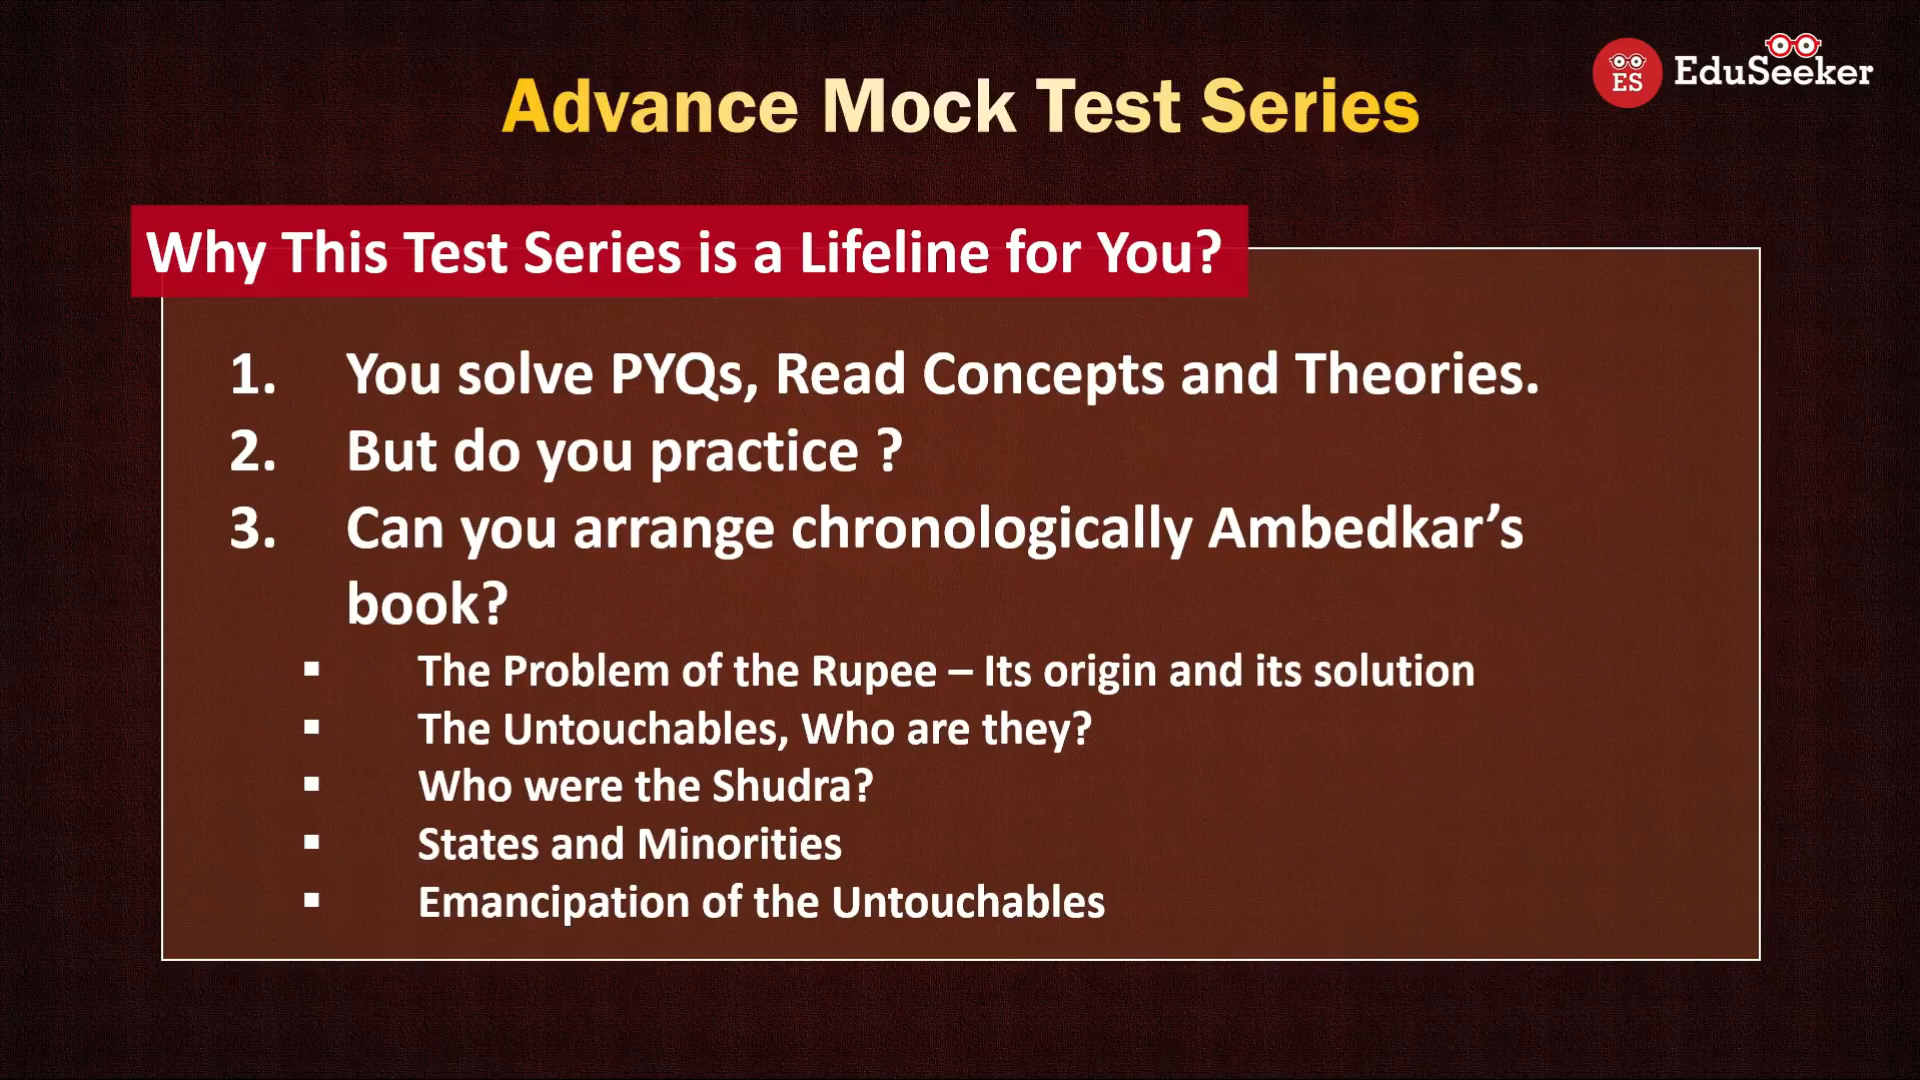 Advance Mock Test Series
ES EduSeeker
Why This Test Series is a Lifeline for You?
1. You solve PYQs, Read Concepts and Theories.
2. But do you practice ?
3. Can you arrange chronologically Ambedkar’s
book?
▪ The Problem of the Rupee – Its origin and its solution
▪ The Untouchables, Who are they?
▪ Who were the Shudra?
▪ States and Minorities
▪ Emancipation of the Untouchables